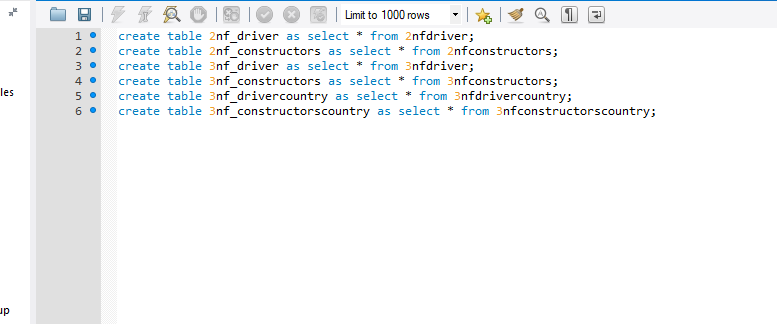 Limit to 1000 rows
1 create table 2nf_driver as select * from 2nfdriver;
2 create table 2nf_constructors as select * from 2nfconstructors;
3 create table 3nf_driver as select * from 3nfdriver;
4 create table 3nf_constructors as select * from 3nfconstructors;
5 create table 3nf_drivercountry as select * from 3nfdrivercountry;
6 create table 3nf_constructorscountry as select * from 3nfconstructorscountry;
les
up